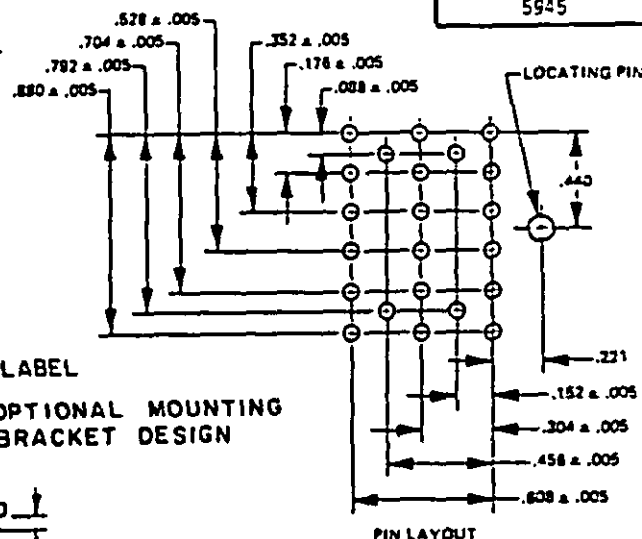 5945
.528 ± .005
.704 ± .005
.352 ± .005
.792 ± .005
.176 ± .005
.880 ± .005
.088 ± .005
LOCATING PIN
.440
LABEL
.221
OPTIONAL MOUNTING
BRACKET DESIGN
.152 ± .005
.304 ± .005
.456 ± .005
.608 ± .005
PIN LAYOUT